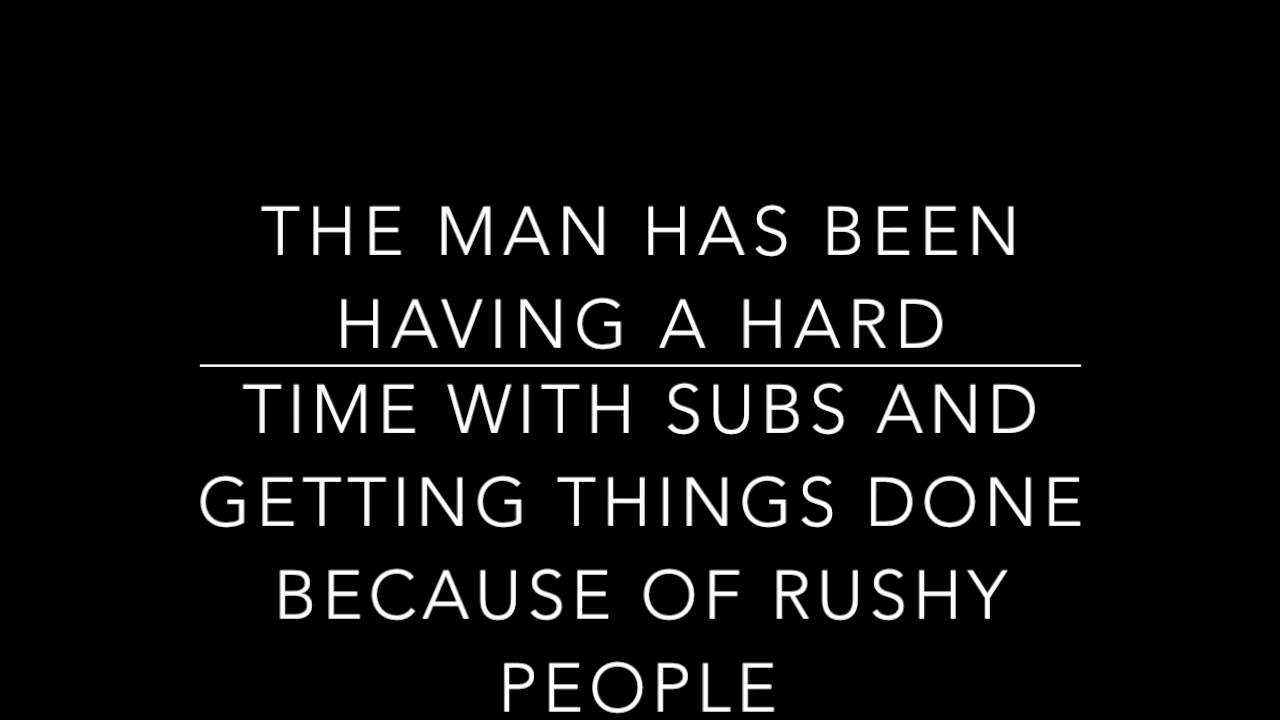 THE MAN HAS BEEN
HAVING A HARD
TIME WITH SUBS AND
GETTING THINGS DONE
BECAUSE OF RUSHY
PEOPLE